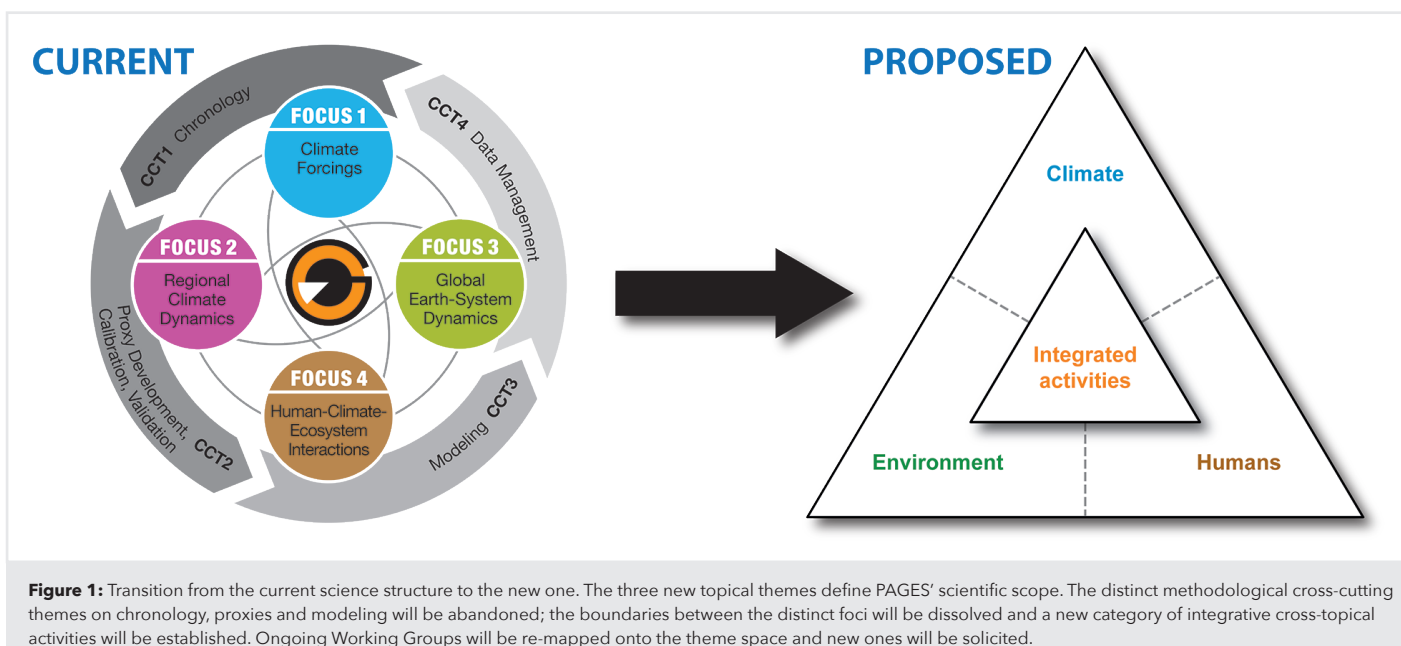 CURRENT
PROPOSED
CCT1 Chronology
CCT4 Data Management
FOCUS 1
Climate
Forcings
FOCUS 2
Regional
Climate
Dynamics
FOCUS 3
Global
Earth-System
Dynamics
FOCUS 4
Human-Climate-
Ecosystem
Interactions
Proxy Development,
Calibration, Validation
CCT2
Modeling CCT3
Climate
Integrated
activities
Environment
Humans
Figure 1: Transition from the current science structure to the new one. The three new topical themes define PAGES’ scientific scope. The distinct methodological cross-cutting
themes on chronology, proxies and modeling will be abandoned; the boundaries between the distinct foci will be dissolved and a new category of integrative cross-topical
activities will be established. Ongoing Working Groups will be re-mapped onto the theme space and new ones will be solicited.